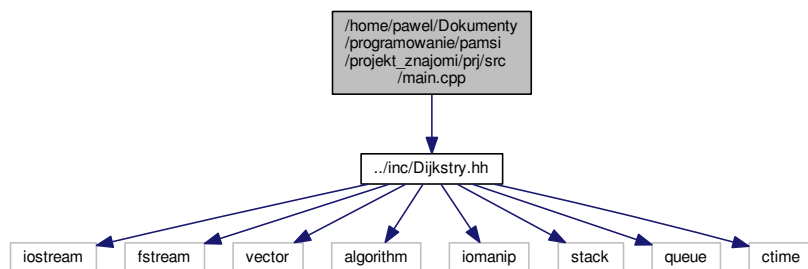 /home/pawel/Dokumenty
/programowanie/pamsi
/projekt_znajomi/prj/src
/main.cpp
../inc/Dijkstry.hh
iostream fstream vector algorithm iomanip stack queue ctime